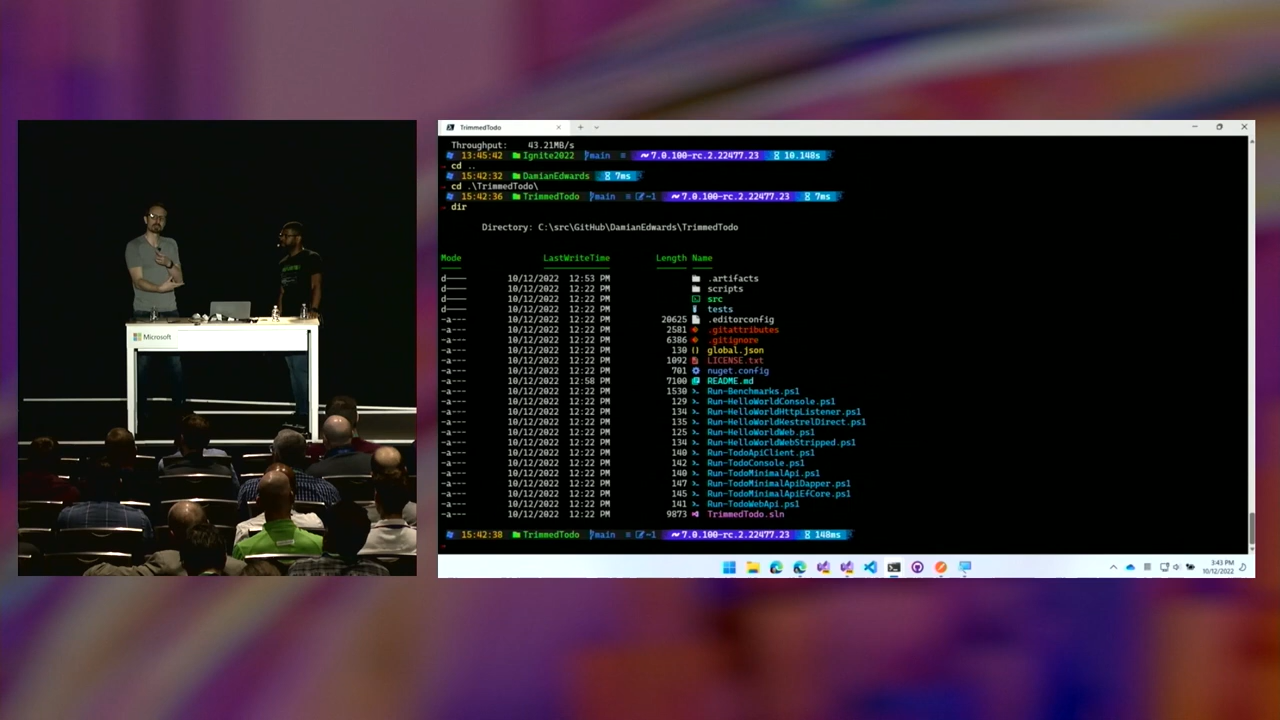 Microsoft
TrimmedTodo
Throughput: 43.21MB/s
13:45:42 Ignite2022 main ≡ 7.0.100-rc.2.22477.23 10.148s
cd ..
15:42:32 DamianEdwards 7ms
cd .\TrimmedTodo\
15:42:36 TrimmedTodo main ≡ ~1 7.0.100-rc.2.22477.23 7ms
dir
Directory: C:\src\GitHub\DamianEdwards\TrimmedTodo
Mode LastWriteTime Length Name
d---- 10/12/2022 12:53 PM .artifacts
d---- 10/12/2022 12:22 PM scripts
d---- 10/12/2022 12:22 PM src
d---- 10/12/2022 12:22 PM tests
-a--- 10/12/2022 12:22 PM 20625 .editorconfig
-a--- 10/12/2022 12:22 PM 2581 .gitattributes
-a--- 10/12/2022 12:22 PM 6386 .gitignore
-a--- 10/12/2022 12:22 PM 130 global.json
-a--- 10/12/2022 12:22 PM 1092 LICENSE.txt
-a--- 10/12/2022 12:22 PM 701 nuget.config
-a--- 10/12/2022 12:58 PM 7100 README.md
-a--- 10/12/2022 12:22 PM 1530 Run-Benchmarks.ps1
-a--- 10/12/2022 12:22 PM 129 Run-HelloWorldConsole.ps1
-a--- 10/12/2022 12:22 PM 134 Run-HelloWorldHttpListener.ps1
-a--- 10/12/2022 12:22 PM 135 Run-HelloWorldKestrelDirect.ps1
-a--- 10/12/2022 12:22 PM 125 Run-HelloWorldWeb.ps1
-a--- 10/12/2022 12:22 PM 134 Run-HelloWorldWebStripped.ps1
-a--- 10/12/2022 12:22 PM 140 Run-TodoApiClient.ps1
-a--- 10/12/2022 12:22 PM 142 Run-TodoConsole.ps1
-a--- 10/12/2022 12:22 PM 140 Run-TodoMinimalApi.ps1
-a--- 10/12/2022 12:22 PM 147 Run-TodoMinimalApiDapper.ps1
-a--- 10/12/2022 12:22 PM 145 Run-TodoMinimalApiEfCore.ps1
-a--- 10/12/2022 12:22 PM 141 Run-TodoWebApi.ps1
-a--- 10/12/2022 12:22 PM 9873 TrimmedTodo.sln
15:42:38 TrimmedTodo main ≡ ~1 7.0.100-rc.2.22477.23 148ms
3:43 PM
10/12/2022